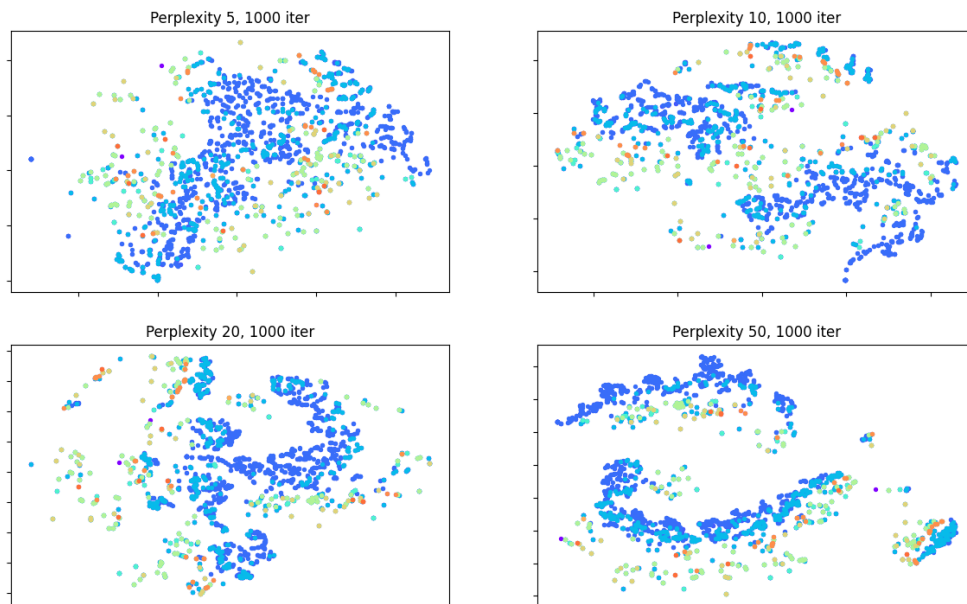 Perplexity 5, 1000 iter
Perplexity 10, 1000 iter
Perplexity 20, 1000 iter
Perplexity 50, 1000 iter